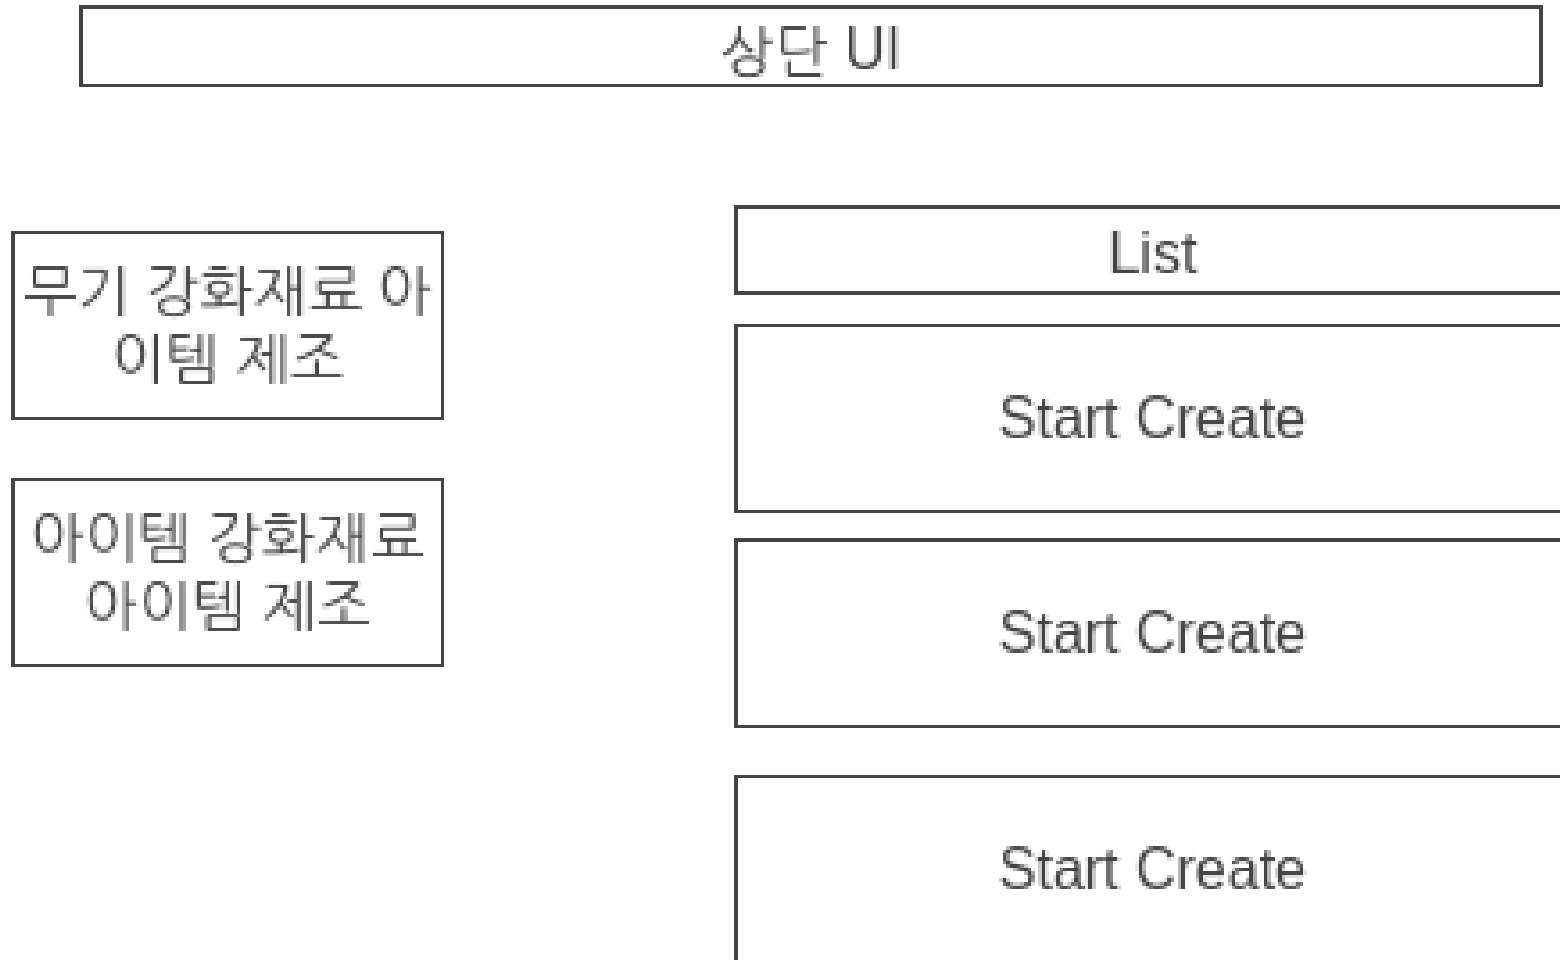 상단 UI
무기 강화재료 아
이템 제조
아이템 강화재료
아이템 제조
List
Start Create
Start Create
Start Create